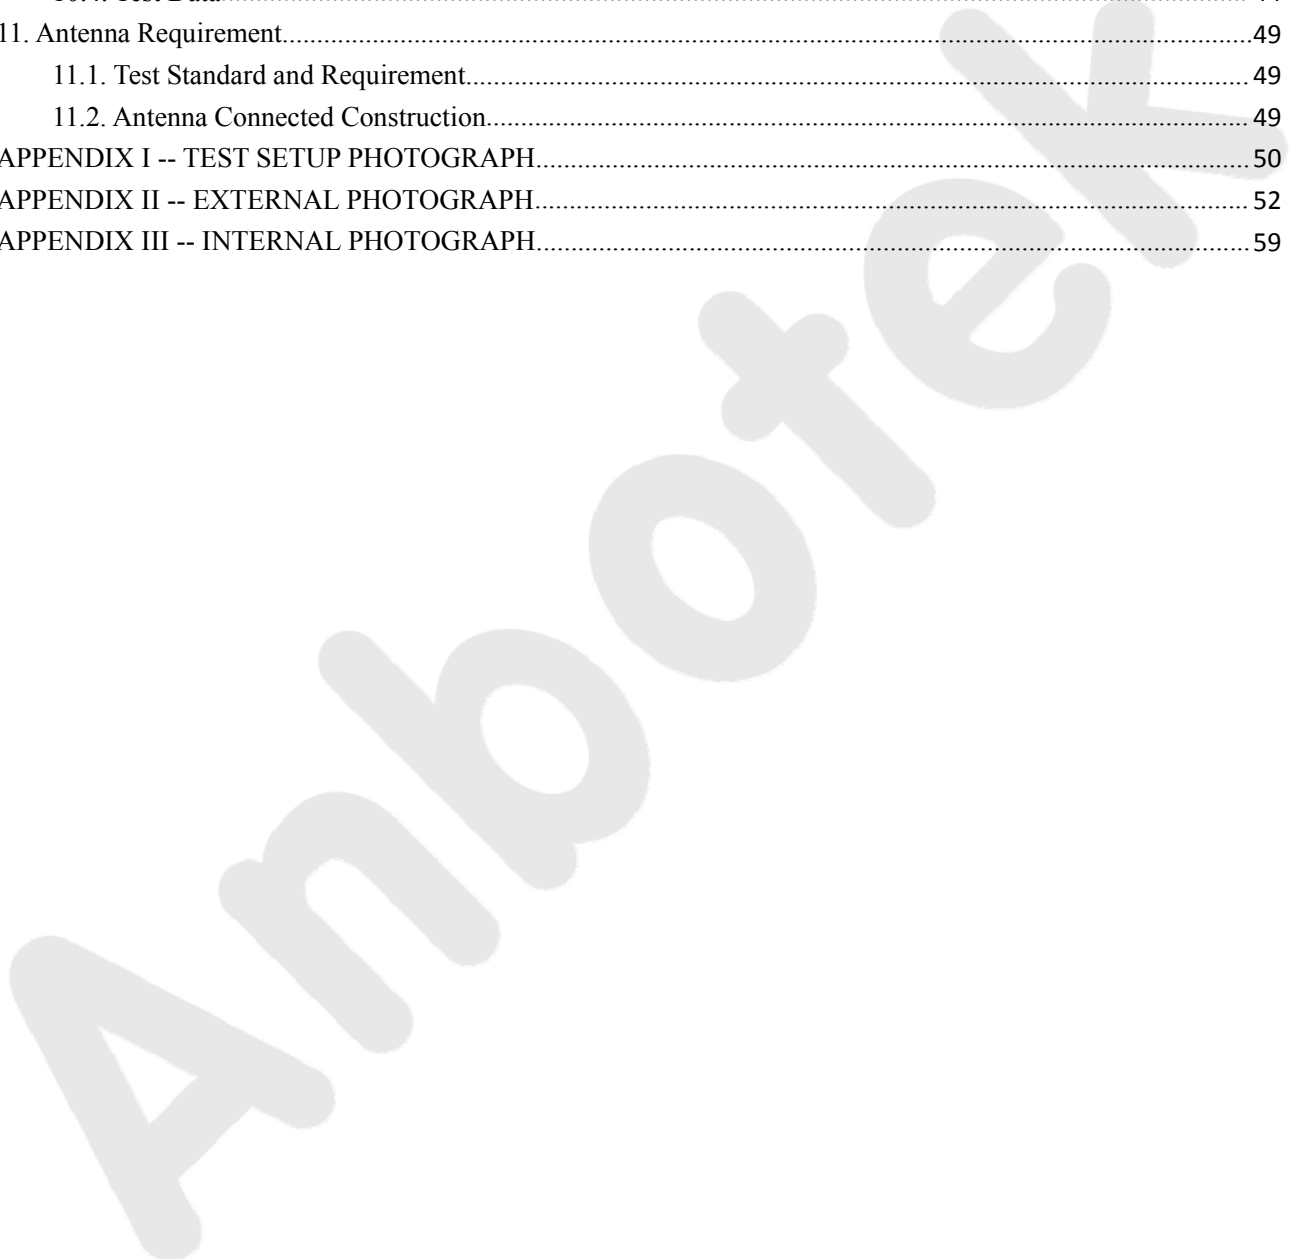 11. Antenna Requirement........................49
11.1. Test Standard and Requirement........................49
11.2. Antenna Connected Construction........................49
APPENDIX I -- TEST SETUP PHOTOGRAPH........................50
APPENDIX II -- EXTERNAL PHOTOGRAPH........................52
APPENDIX III -- INTERNAL PHOTOGRAPH........................59
Anbotek